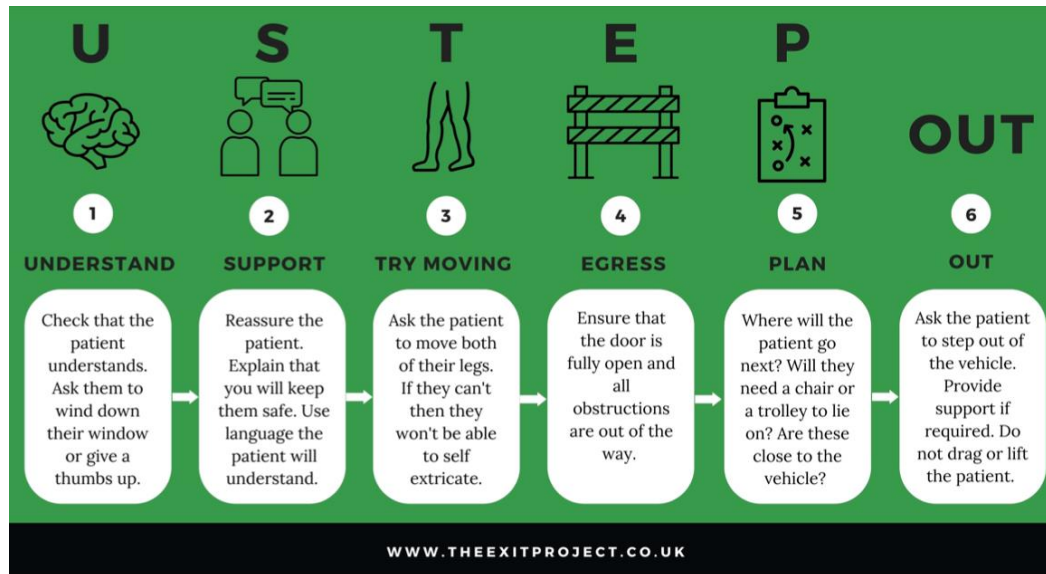 U
S
T
E
P
OUT
1
2
3
4
5
6
UNDERSTAND
SUPPORT
TRY MOVING
EGRESS
PLAN
OUT
Check that the
patient
understands.
Ask them to
wind down
their window
or give a
thumbs up.
Reassure the
patient.
Explain that
you will keep
them safe. Use
language the
patient will
understand.
Ask the patient
to move both
of their legs.
If they can't
then they
won't be able
to self
extricate.
Ensure that
the door is
fully open and
all
obstructions
are out of the
way.
Where will the
patient go
next? Will they
need a chair or
a trolley to lie
on? Are these
close to the
vehicle?
Ask the patient
to step out of
the vehicle.
Provide
support if
required. Do
not drag or lift
the patient.
WWW.THEEXITPROJECT.CO.UK